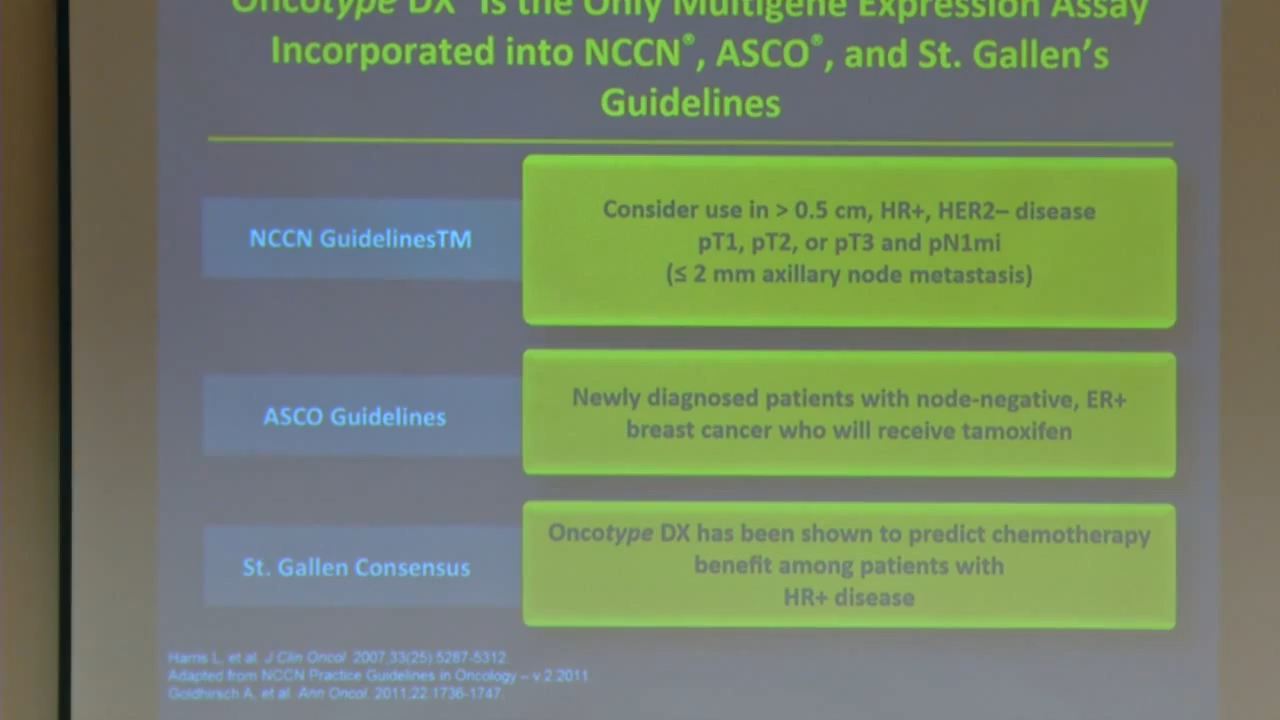 Oncotype DX® is the Only Multigene Expression Assay
Incorporated into NCCN®, ASCO®, and St. Gallen's
Guidelines
NCCN GuidelinesTM
Consider use in > 0.5 cm, HR+, HER2– disease
pT1, pT2, or pT3 and pN1mi
(≤ 2 mm axillary node metastasis)
ASCO Guidelines
Newly diagnosed patients with node-negative, ER+
breast cancer who will receive tamoxifen
St. Gallen Consensus
Oncotype DX has been shown to predict chemotherapy
benefit among patients with
HR+ disease
Harris L, et al. J Clin Oncol. 2007;33(25):5287-5312.
Adapted from NCCN Practice Guidelines in Oncology – v.2.2011.
Goldhirsch A, et al. Ann Oncol. 2011;22:1736-1747.